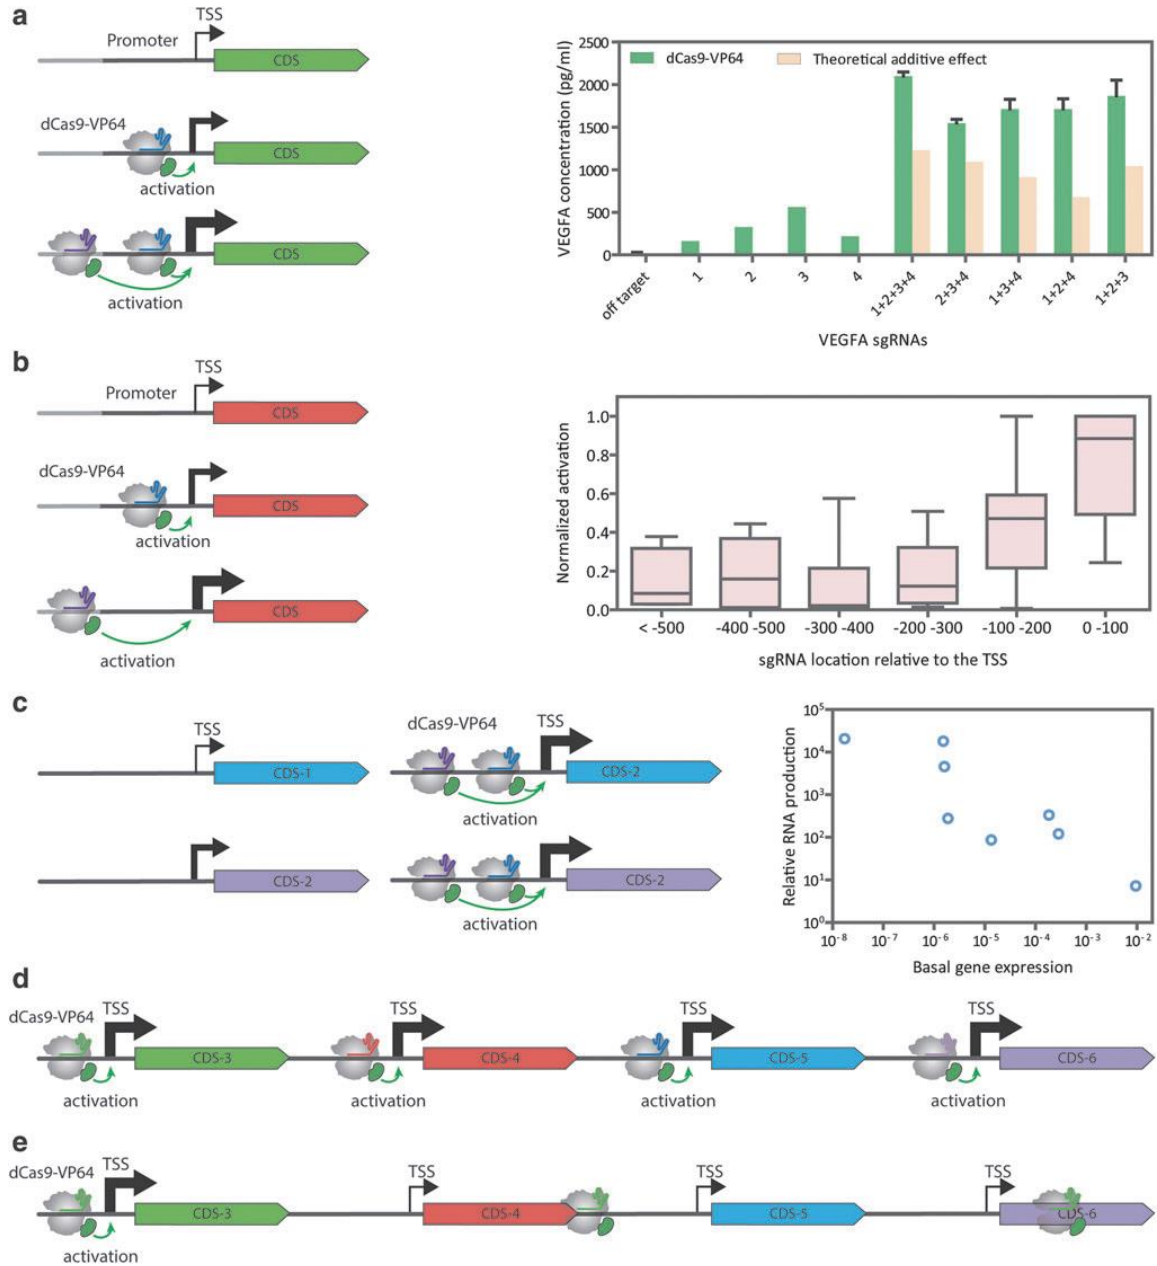 a
TSS
Promoter
CDS
dCas9-VP64
CDS
activation
CDS
activation
VEGFA concentration (pg/ml)
2500
2000
1500
1000
500
0
dCas9-VP64
Theoretical additive effect
off target
1
2
3
4
1+2+3+4
2+3+4
1+3+4
1+2+4
1+2+3
VEGFA sgRNAs
b
TSS
Promoter
CDS
dCas9-VP64
CDS
activation
CDS
activation
Normalized activation
1.0
0.8
0.6
0.4
0.2
0.0
< -500
-400 -500
-300 -400
-200 -300
-100 -200
0 -100
sgRNA location relative to the TSS
c
TSS
CDS-1
dCas9-VP64
TSS
CDS-2
activation
CDS-2
CDS-2
activation
Relative RNA production
10⁵
10⁴
10³
10²
10¹
10⁰
10⁻⁸
10⁻⁷
10⁻⁶
10⁻⁵
10⁻⁴
10⁻³
10⁻²
Basal gene expression
d
dCas9-VP64
TSS
TSS
TSS
TSS
CDS-3
CDS-4
CDS-5
CDS-6
activation
activation
activation
activation
e
dCas9-VP64
TSS
TSS
TSS
TSS
CDS-3
CDS-4
CDS-5
CDS-6
activation